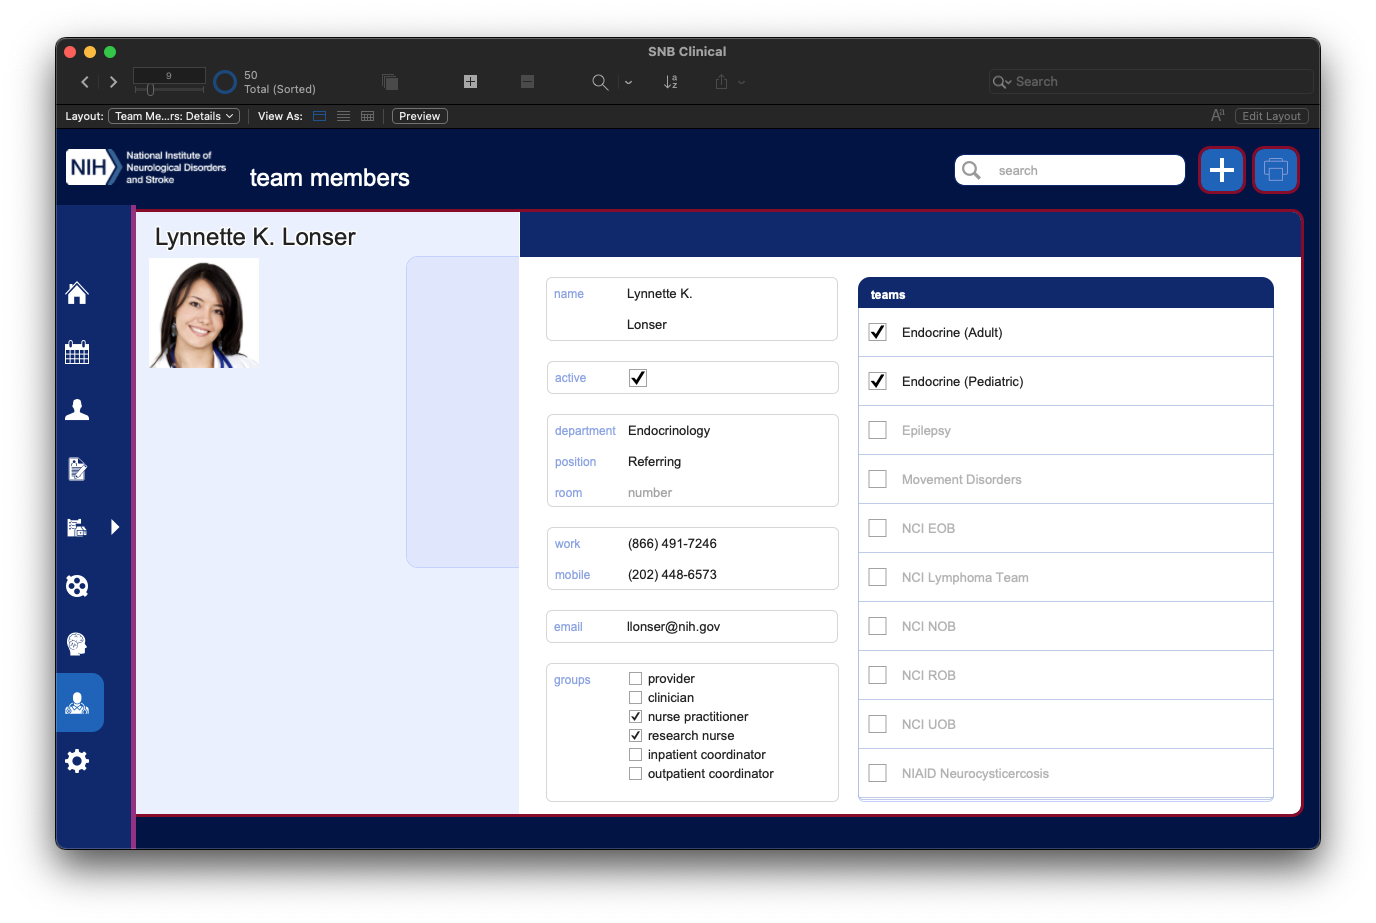 SNB Clinical
9
50
Total (Sorted)
Search
Layout: Team Me...rs: Details View As: Preview Aa Edit Layout
NIH National Institute of
Neurological Disorders
and Stroke
team members
search
Lynnette K. Lonser
name Lynnette K.
Lonser
active
department Endocrinology
position Referring
room number
work (866) 491-7246
mobile (202) 448-6573
email llonser@nih.gov
groups provider
clinician
nurse practitioner
research nurse
inpatient coordinator
outpatient coordinator
teams
Endocrine (Adult)
Endocrine (Pediatric)
Epilepsy
Movement Disorders
NCI EOB
NCI Lymphoma Team
NCI NOB
NCI ROB
NCI UOB
NIAID Neurocysticercosis